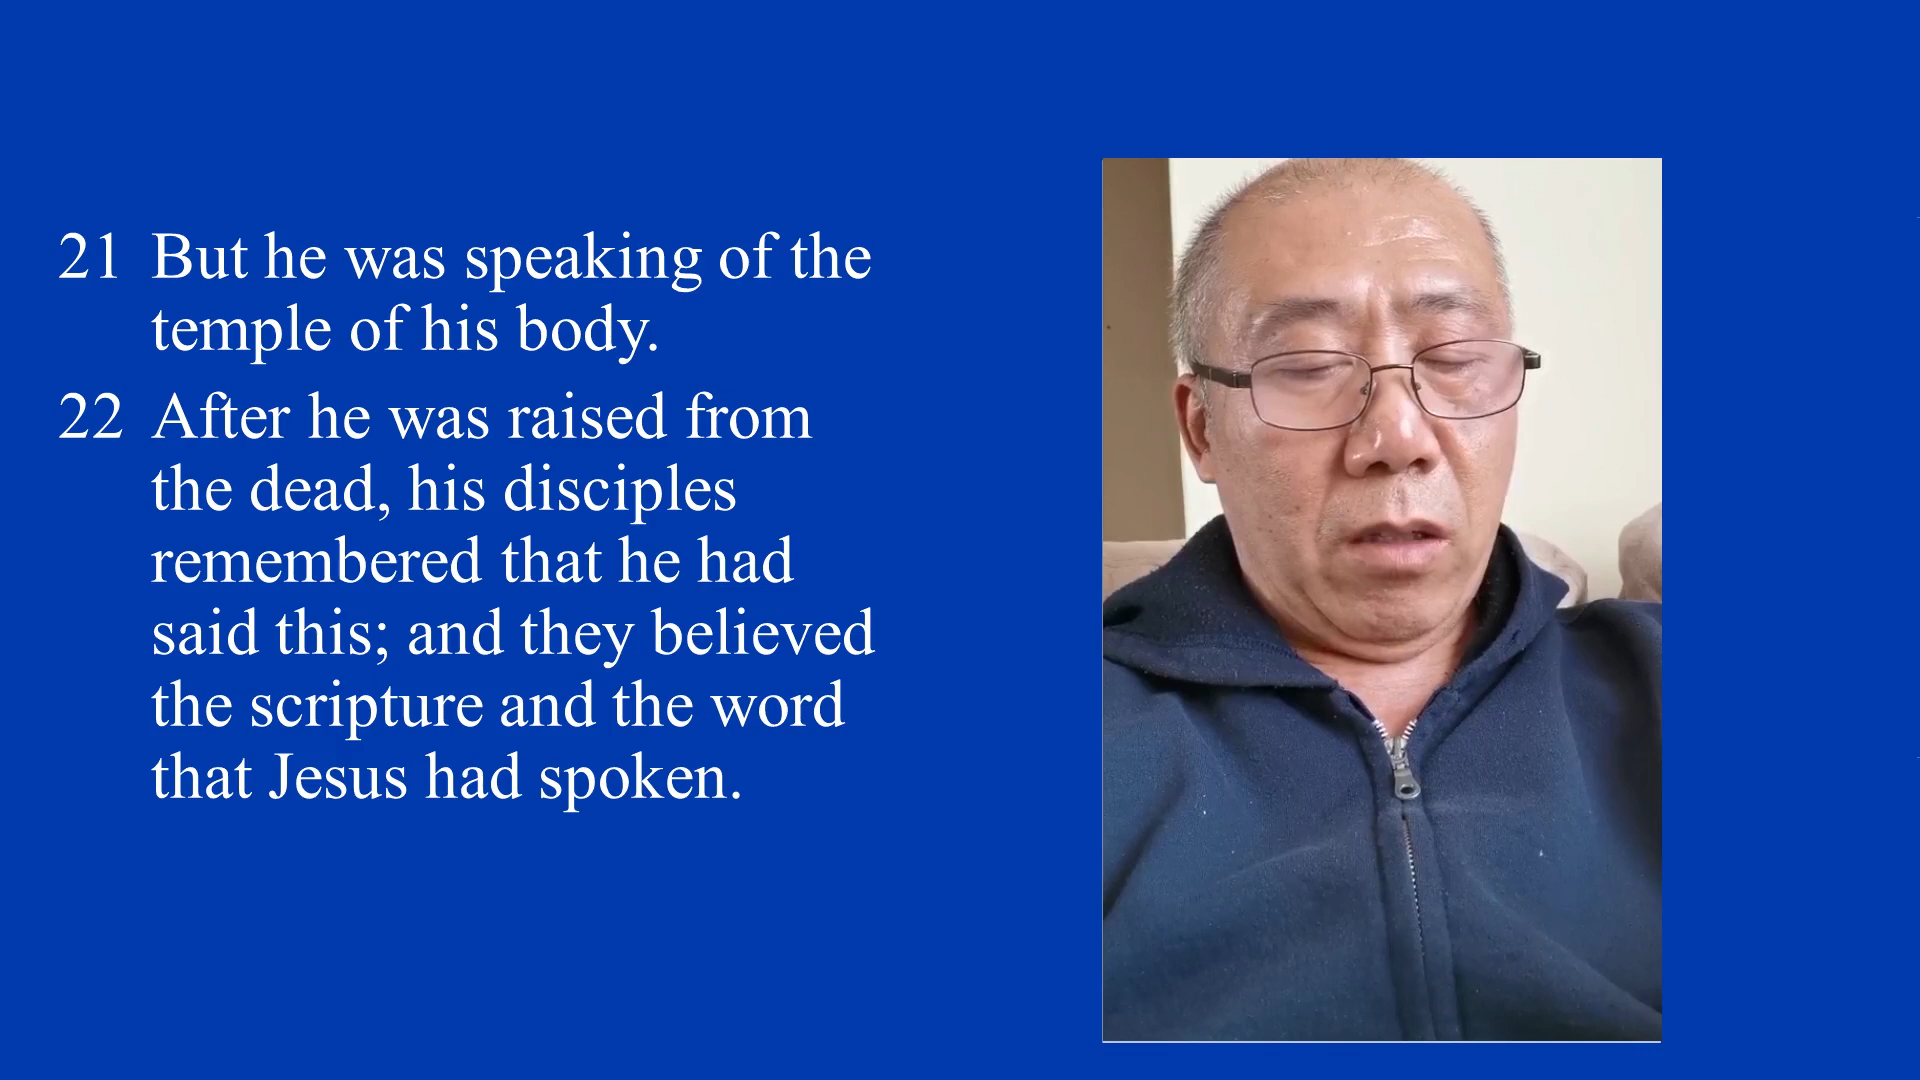 21 But he was speaking of the
temple of his body.
22 After he was raised from
the dead, his disciples
remembered that he had
said this; and they believed
the scripture and the word
that Jesus had spoken.